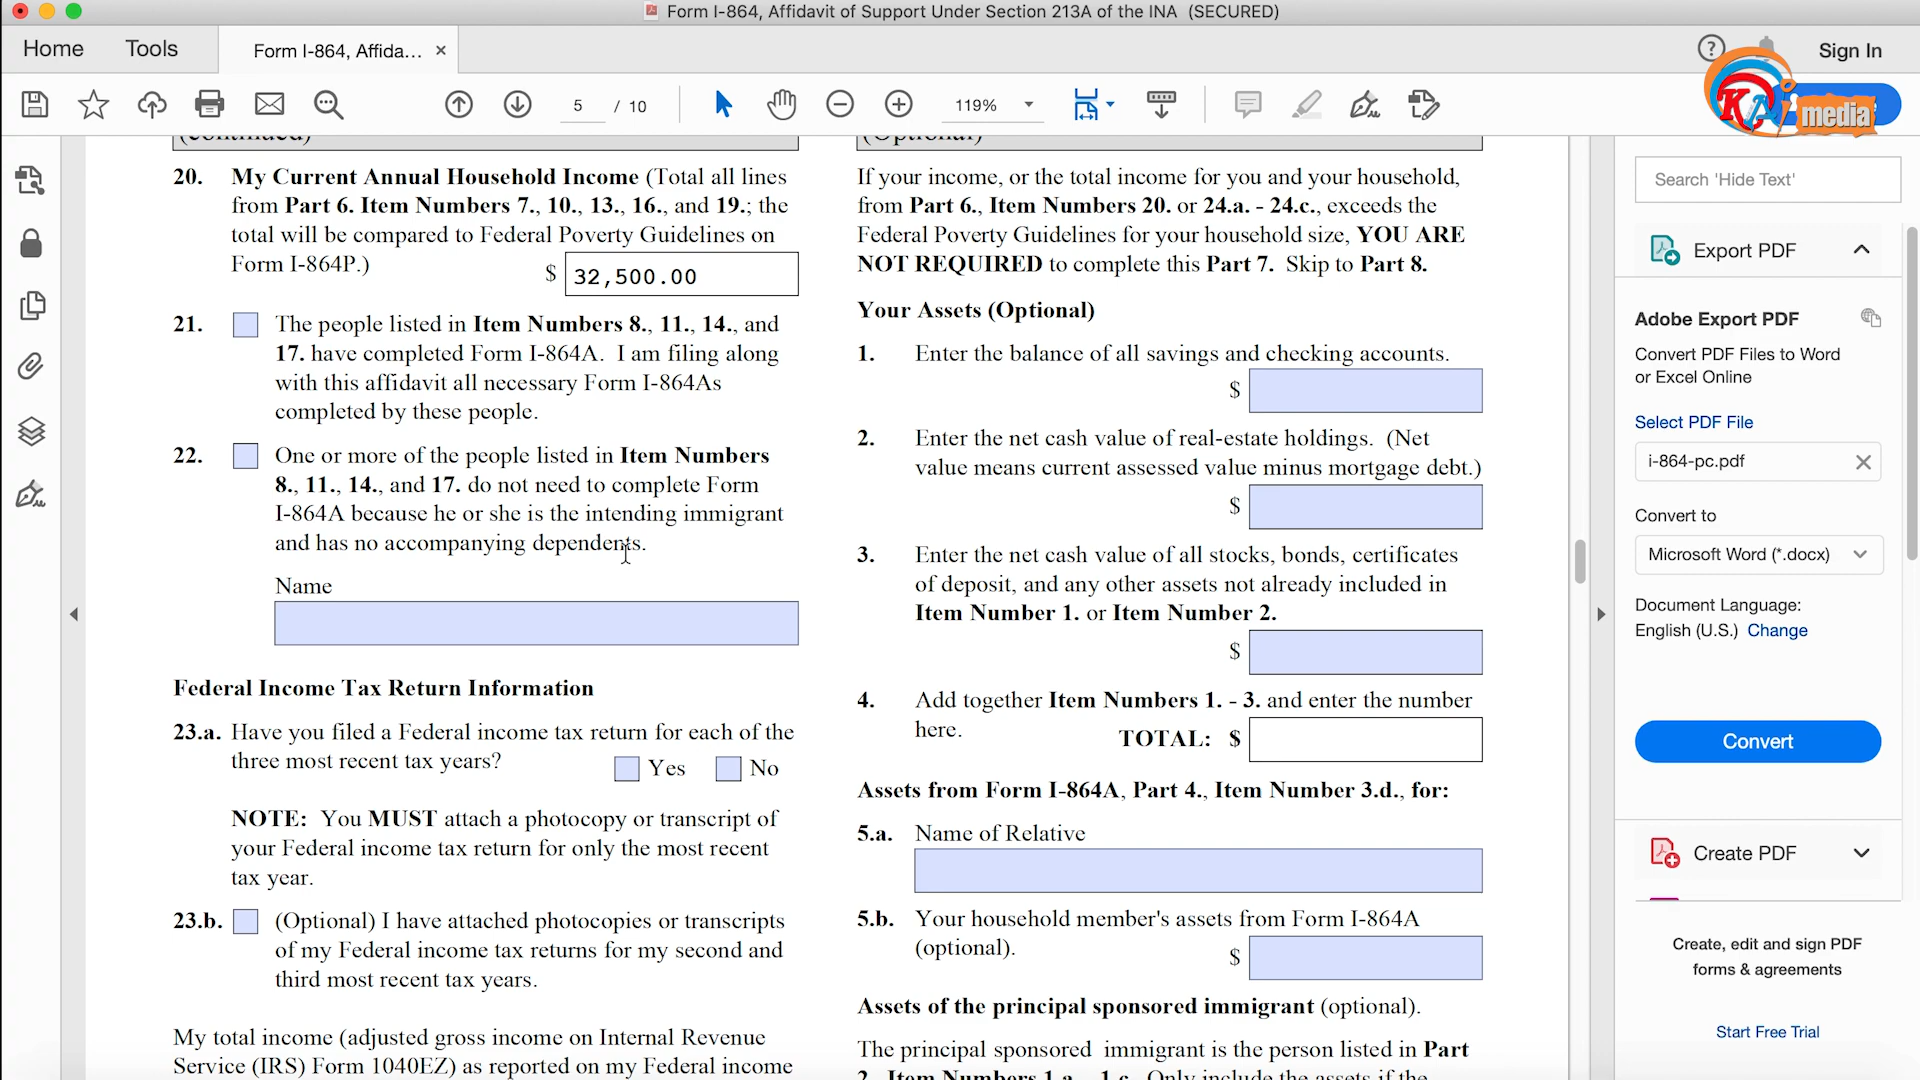 Form I-864, Affidavit of Support Under Section 213A of the INA (SECURED)
Home
Tools
Form I-864, Affida...
Sign In
5 / 10
119%
KAi media
(continued)
20. My Current Annual Household Income (Total all lines
from Part 6. Item Numbers 7., 10., 13., 16., and 19.; the
total will be compared to Federal Poverty Guidelines on
Form I-864P.)
$ 32,500.00
21. The people listed in Item Numbers 8., 11., 14., and
17. have completed Form I-864A. I am filing along
with this affidavit all necessary Form I-864As
completed by these people.
22. One or more of the people listed in Item Numbers
8., 11., 14., and 17. do not need to complete Form
I-864A because he or she is the intending immigrant
and has no accompanying dependents.
Name
Federal Income Tax Return Information
23.a. Have you filed a Federal income tax return for each of the
three most recent tax years?
Yes No
NOTE: You MUST attach a photocopy or transcript of
your Federal income tax return for only the most recent
tax year.
23.b. (Optional) I have attached photocopies or transcripts
of my Federal income tax returns for my second and
third most recent tax years.
My total income (adjusted gross income on Internal Revenue
Service (IRS) Form 1040EZ) as reported on my Federal income
(Optional)
If your income, or the total income for you and your household,
from Part 6., Item Numbers 20. or 24.a. - 24.c., exceeds the
Federal Poverty Guidelines for your household size, YOU ARE
NOT REQUIRED to complete this Part 7. Skip to Part 8.
Your Assets (Optional)
1. Enter the balance of all savings and checking accounts.
$
2. Enter the net cash value of real-estate holdings. (Net
value means current assessed value minus mortgage debt.)
$
3. Enter the net cash value of all stocks, bonds, certificates
of deposit, and any other assets not already included in
Item Number 1. or Item Number 2.
$
4. Add together Item Numbers 1. - 3. and enter the number
here.
TOTAL: $
Assets from Form I-864A, Part 4., Item Number 3.d., for:
5.a. Name of Relative
5.b. Your household member's assets from Form I-864A
(optional).
$
Assets of the principal sponsored immigrant (optional).
The principal sponsored immigrant is the person listed in Part
2., Item Numbers 1.a. - 1.c. Only include the assets if the
Search 'Hide Text'
Export PDF
Adobe Export PDF
Convert PDF Files to Word
or Excel Online
Select PDF File
i-864-pc.pdf
Convert to
Microsoft Word (*.docx)
Document Language:
English (U.S.) Change
Convert
Create PDF
Create, edit and sign PDF
forms & agreements
Start Free Trial